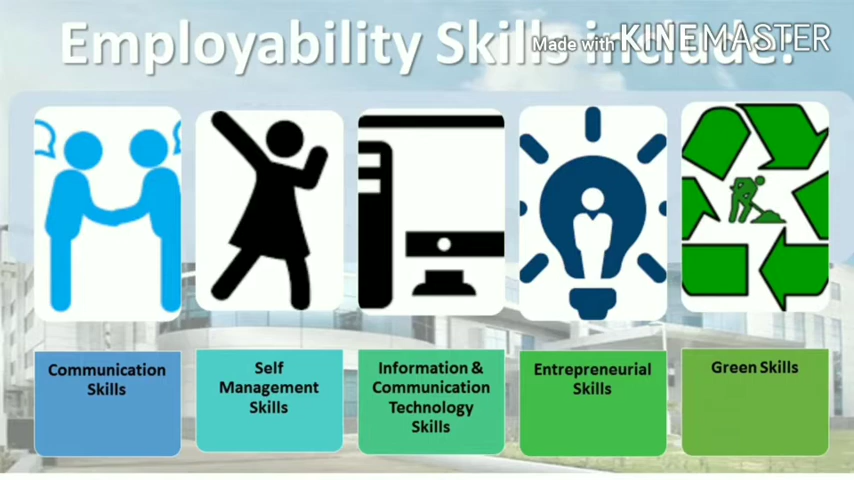 Employability Skills include:
Made with KINEMASTER
Communication
Skills
Self
Management
Skills
Information &
Communication
Technology
Skills
Entrepreneurial
Skills
Green Skills